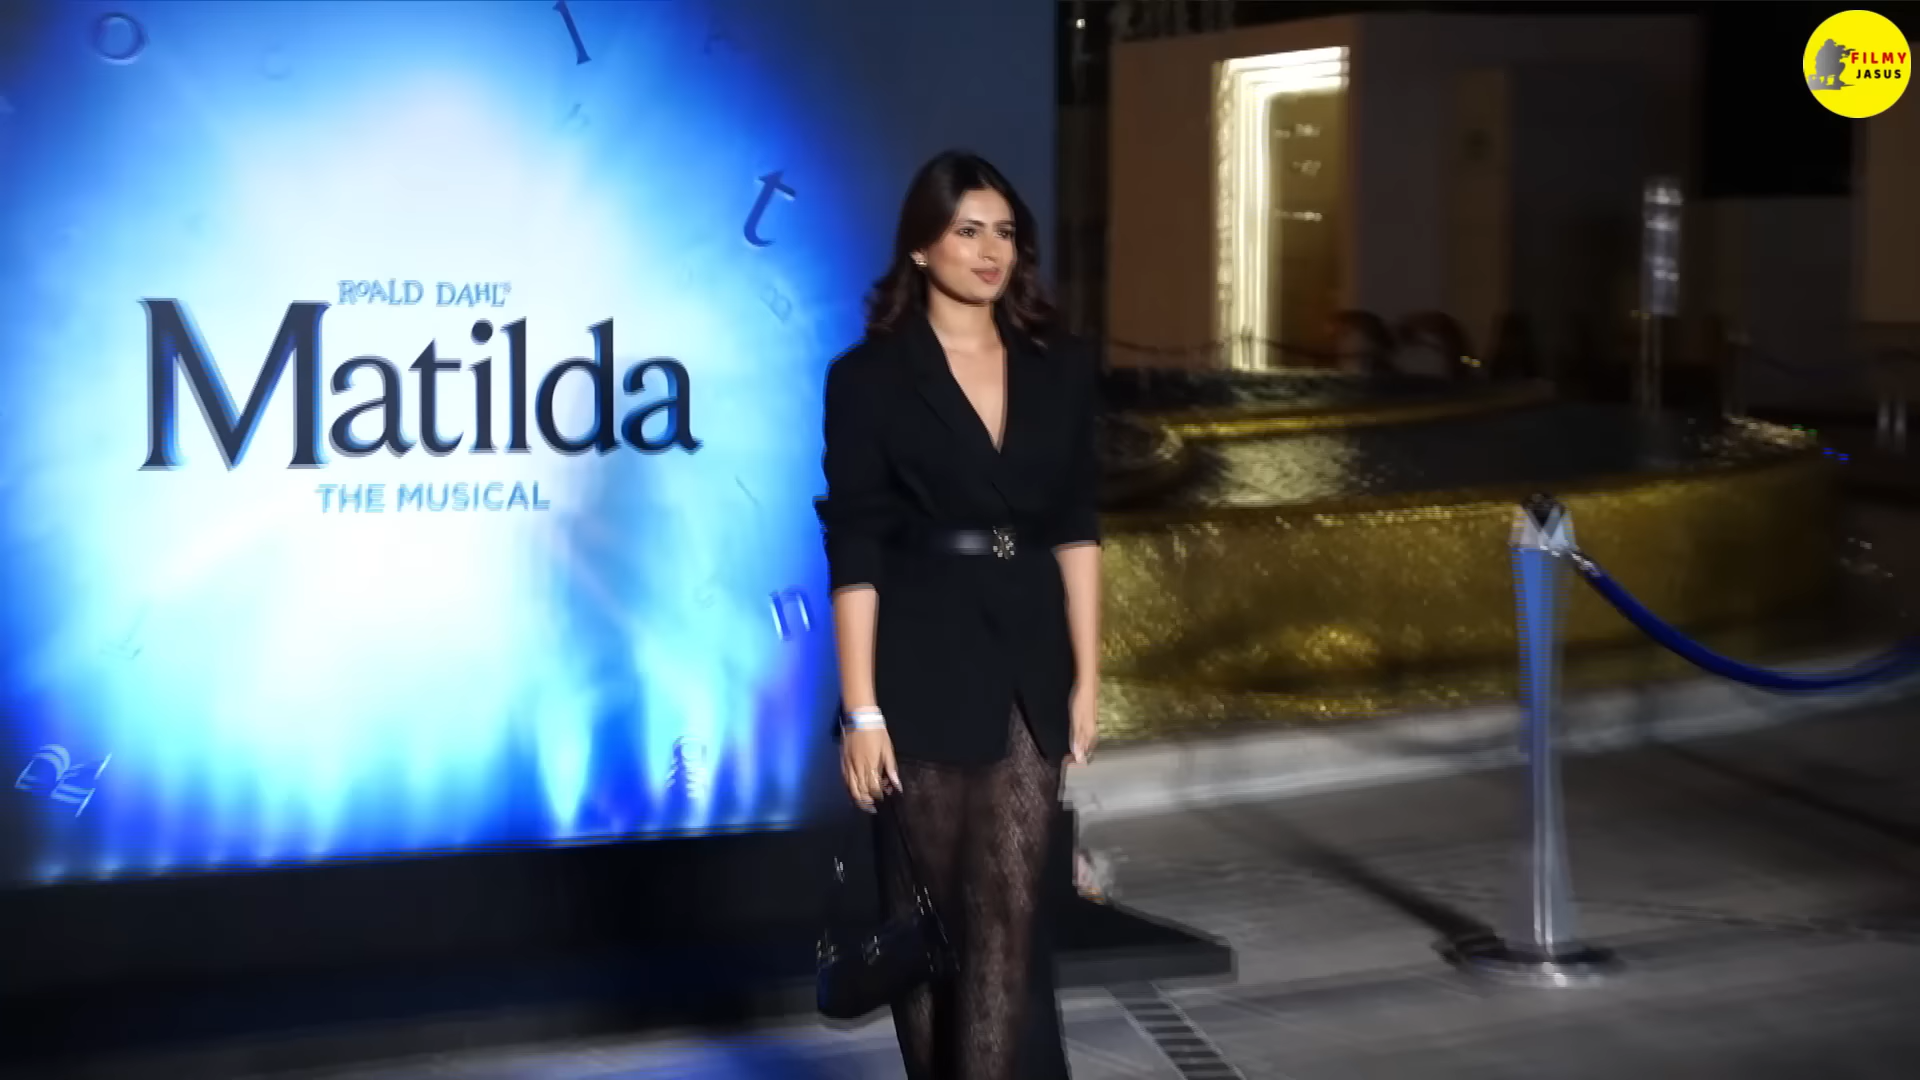 ROALD DAHL'S
Matilda
THE MUSICAL
FILMY
JASUS